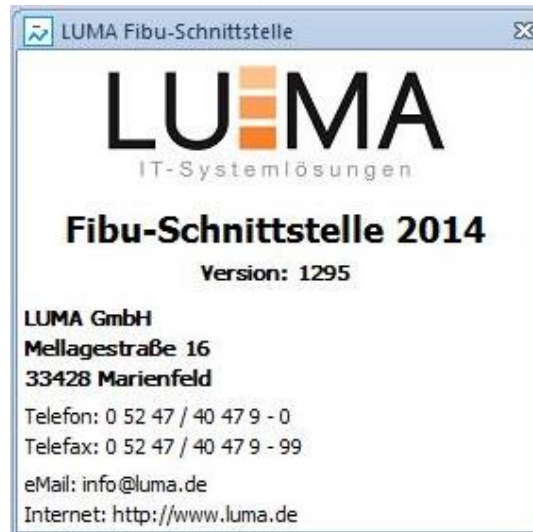 LUMA Fibu-Schnittstelle
LUMA
IT-Systemlösungen
Fibu-Schnittstelle 2014
Version: 1295
LUMA GmbH
Mellagestraße 16
33428 Marienfeld
Telefon: 0 52 47 / 40 47 9 - 0
Telefax: 0 52 47 / 40 47 9 - 99
eMail: info@luma.de
Internet: http://www.luma.de